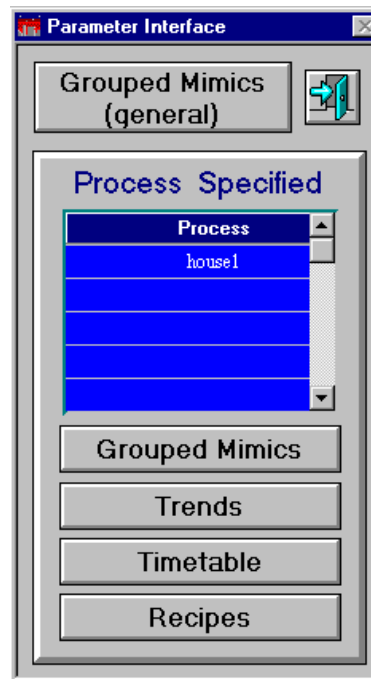 Parameter Interface
Grouped Mimics
(general)
Process Specified
Process
house1
Grouped Mimics
Trends
Timetable
Recipes